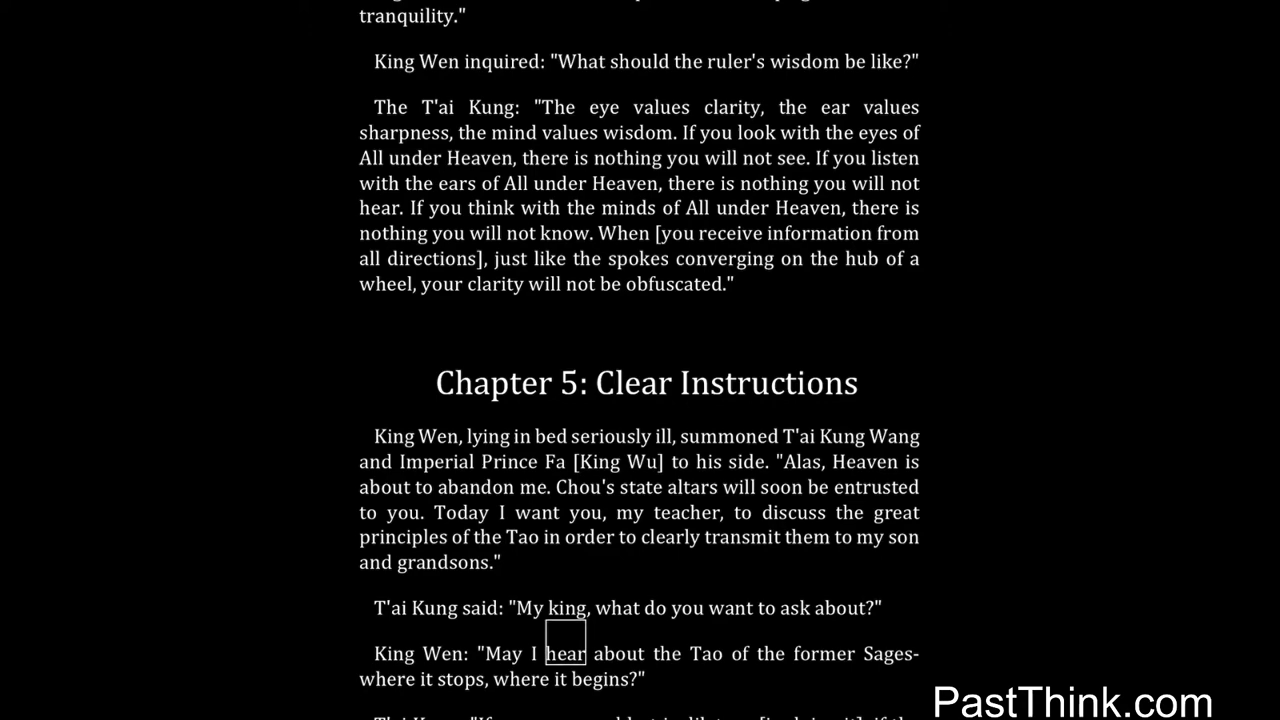 tranquility."
King Wen inquired: "What should the ruler's wisdom be like?"
The T'ai Kung: "The eye values clarity, the ear values
sharpness, the mind values wisdom. If you look with the eyes of
All under Heaven, there is nothing you will not see. If you listen
with the ears of All under Heaven, there is nothing you will not
hear. If you think with the minds of All under Heaven, there is
nothing you will not know. When [you receive information from
all directions], just like the spokes converging on the hub of a
wheel, your clarity will not be obfuscated."
Chapter 5: Clear Instructions
King Wen, lying in bed seriously ill, summoned T'ai Kung Wang
and Imperial Prince Fa [King Wu] to his side. "Alas, Heaven is
about to abandon me. Chou's state altars will soon be entrusted
to you. Today I want you, my teacher, to discuss the great
principles of the Tao in order to clearly transmit them to my son
and grandsons."
T'ai Kung said: "My king, what do you want to ask about?"
King Wen: "May I hear about the Tao of the former Sages-
where it stops, where it begins?"
PastThink.com